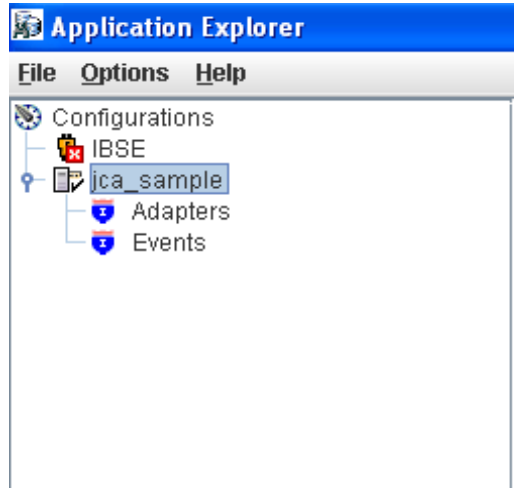 Application Explorer
File Options Help
Configurations
IBSE
jca_sample
Adapters
Events